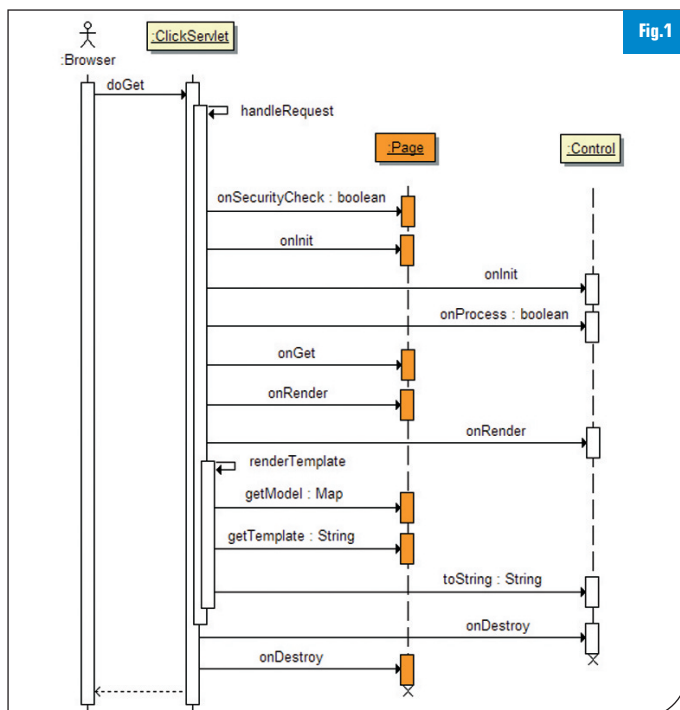 Fig.1
:ClickServlet
:Browser
doGet
handleRequest
:Page
:Control
onSecurityCheck : boolean
onInit
onInit
onProcess : boolean
onGet
onRender
onRender
renderTemplate
getModel : Map
getTemplate : String
toString : String
onDestroy
onDestroy